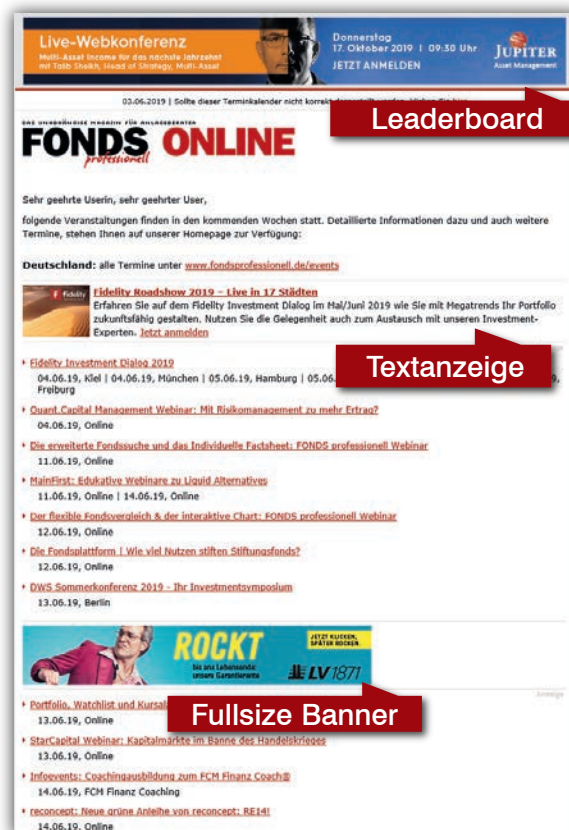 Live-Webkonferenz
Multi-Asset Income für das nächste Jahrzehnt
mit Talib Sheikh, Head of Strategy, Multi-Asset
Donnerstag
17. Oktober 2019 | 09:30 Uhr
JETZT ANMELDEN
JUPITER
Asset Management
03.06.2019 | Sollte dieser Terminkalender nicht korrekt
Leaderboard
DAS UNABHÄNGIGE MAGAZIN FÜR ANLAGEBERATER
FONDS ONLINE
professionell
Sehr geehrte Userin, sehr geehrter User,
folgende Veranstaltungen finden in den kommenden Wochen statt. Detaillierte Informationen dazu und auch weitere
Termine, stehen Ihnen auf unserer Homepage zur Verfügung:
Deutschland: alle Termine unter www.fondsprofessionell.de/events
Fidelity
Fidelity Roadshow 2019 – Live in 17 Städten
Erfahren Sie auf dem Fidelity Investment Dialog im Mai/Juni 2019 wie Sie mit Megatrends Ihr Portfolio
zukunftsfähig gestalten. Nutzen Sie die Gelegenheit auch zum Austausch mit unseren Investment-
Experten. Jetzt anmelden
Textanzeige
Fidelity Investment Dialog 2019
04.06.19, Kiel | 04.06.19, München | 05.06.19, Hamburg | 05.06.
Freiburg
Quant.Capital Management Webinar: Mit Risikomanagement zu mehr Ertrag?
04.06.19, Online
Die erweiterte Fondssuche und das Individuelle Factsheet: FONDS professionell Webinar
11.06.19, Online
MainFirst: Edukative Webinare zu Liquid Alternatives
11.06.19, Online | 14.06.19, Online
Der flexible Fondsvergleich & der interaktive Chart: FONDS professionell Webinar
12.06.19, Online
Die Fondsplattform | Wie viel Nutzen stiften Stiftungsfonds?
12.06.19, Online
DWS Sommerkonferenz 2019 - Ihr Investmentsymposium
13.06.19, Berlin
ROCKT
bis ans Lebensende:
unsere Garantierente
JETZT KLICKEN,
SPÄTER ROCKEN.
LV 1871
Anzeige
Portfolio, Watchlist und
13.06.19, Online
Fullsize Banner
StarCapital Webinar: Kapitalmärkte im Banne des Handelskrieges
13.06.19, Online
Infoevents: Coachingausbildung zum FCM Finanz Coach®
14.06.19, FCM Finanz Coaching
reconcept: Neue grüne Anleihe von reconcept: RE14!
14.06.19, Online